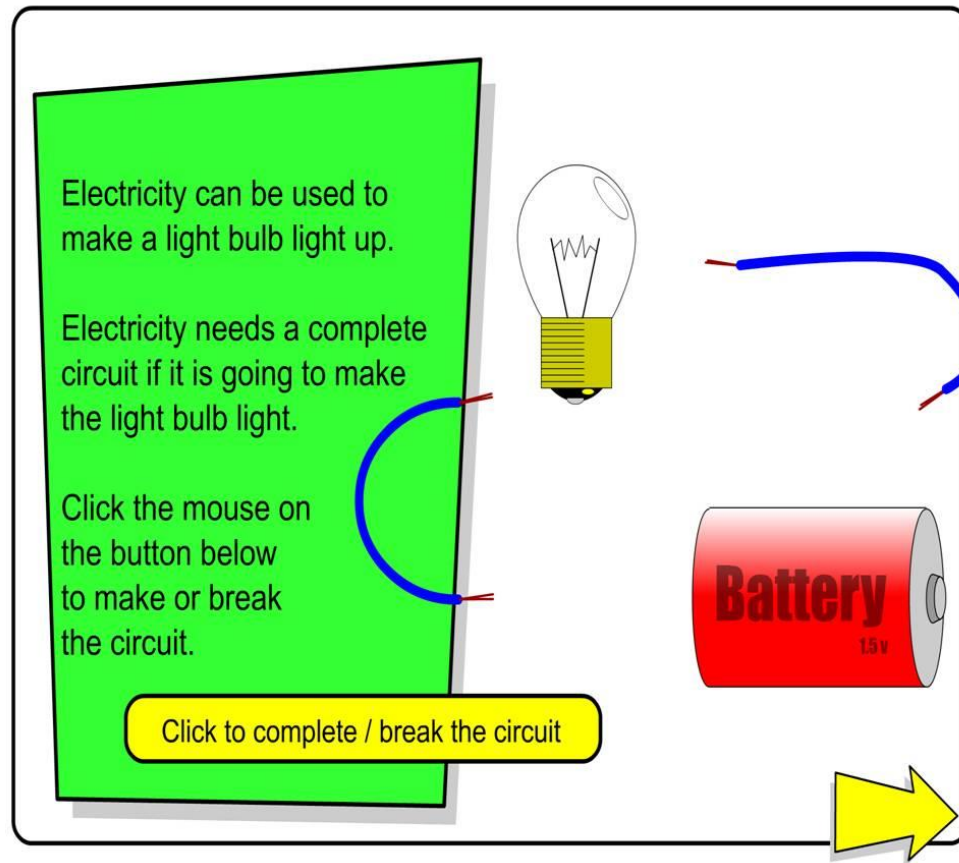 Electricity can be used to
make a light bulb light up.
Electricity needs a complete
circuit if it is going to make
the light bulb light.
Click the mouse on
the button below
to make or break
the circuit.
Battery
1.5 v
Click to complete / break the circuit